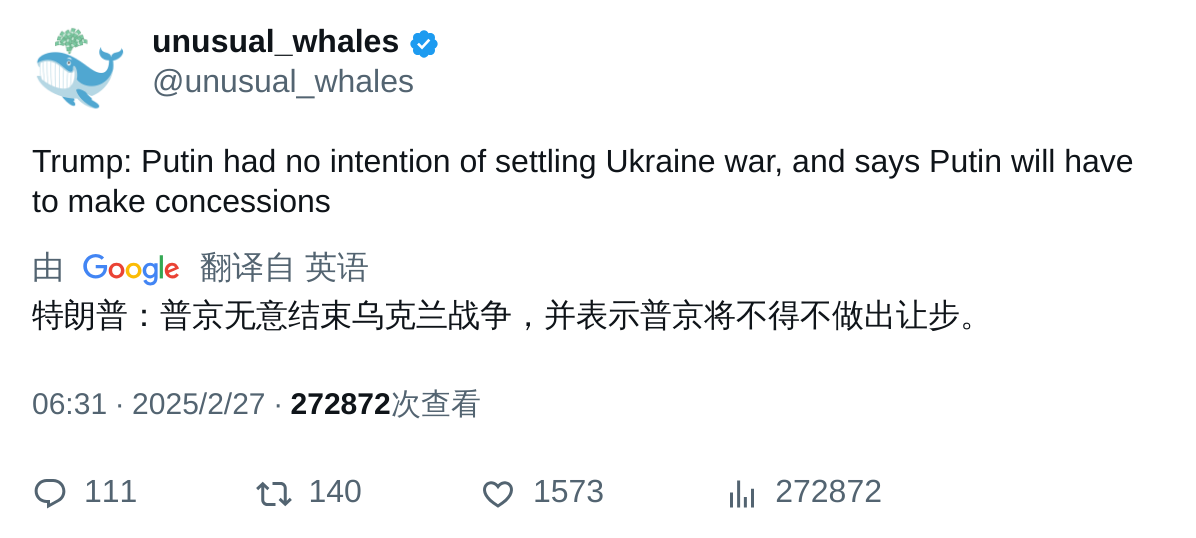 unusual_whales
@unusual_whales
Trump: Putin had no intention of settling Ukraine war, and says Putin will have
to make concessions
由 Google 翻译自 英语
特朗普：普京无意结束乌克兰战争，并表示普京将不得不做出让步。
06:31 · 2025/2/27 · 272872次查看
111 140 1573 272872